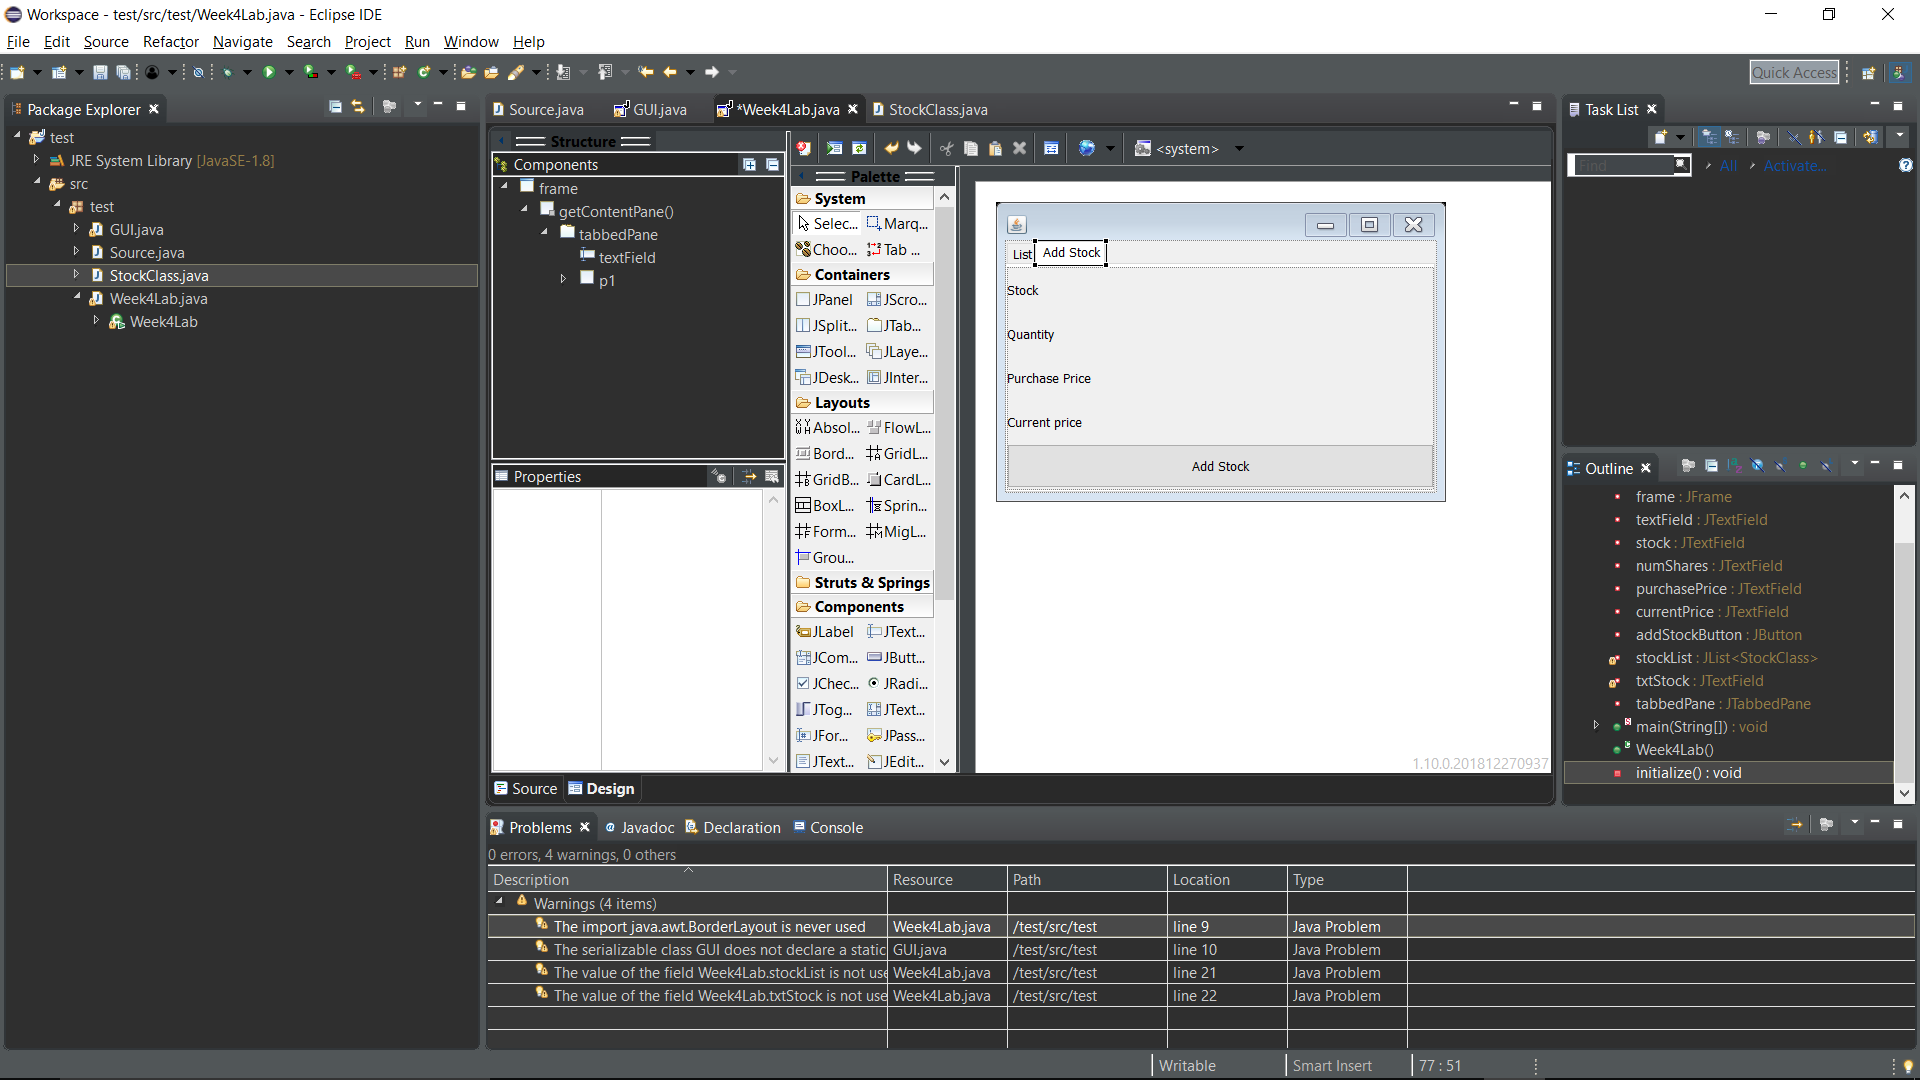 Workspace - test/src/test/Week4Lab.java - Eclipse IDE
File Edit Source Refactor Navigate Search Project Run Window Help
Quick Access
Package Explorer
test
JRE System Library [JavaSE-1.8]
src
test
GUI.java
Source.java
StockClass.java
Week4Lab.java
Week4Lab
Source.java GUI.java *Week4Lab.java StockClass.java
Structure
Components
frame
getContentPane()
tabbedPane
textField
p1
Properties
<system>
Palette
System
Selec... Marq...
Choo... Tab ...
Containers
JPanel JScro...
JSplit... JTab...
JTool... JLaye...
JDesk... JInter...
Layouts
Absol... FlowL...
Bord... GridL...
GridB... CardL...
BoxL... Sprin...
Form... MigL...
Grou...
Struts & Springs
Components
JLabel JText...
JCom... JButt...
JChec... JRadi...
JTog... JText...
JFor... JPass...
JText... JEdit...
List Add Stock
Stock
Quantity
Purchase Price
Current price
Add Stock
1.10.0.201812270937
Source Design
Task List
Find All Activate...
Outline
frame : JFrame
textField : JTextField
stock : JTextField
numShares : JTextField
purchasePrice : JTextField
currentPrice : JTextField
addStockButton : JButton
stockList : JList<StockClass>
txtStock : JTextField
tabbedPane : JTabbedPane
main(String[]) : void
Week4Lab()
initialize() : void
Problems Javadoc Declaration Console
0 errors, 4 warnings, 0 others
Description Resource Path Location Type
Warnings (4 items)
The import java.awt.BorderLayout is never used Week4Lab.java /test/src/test line 9 Java Problem
The serializable class GUI does not declare a static GUI.java /test/src/test line 10 Java Problem
The value of the field Week4Lab.stockList is not use Week4Lab.java /test/src/test line 21 Java Problem
The value of the field Week4Lab.txtStock is not use Week4Lab.java /test/src/test line 22 Java Problem
Writable Smart Insert 77 : 51